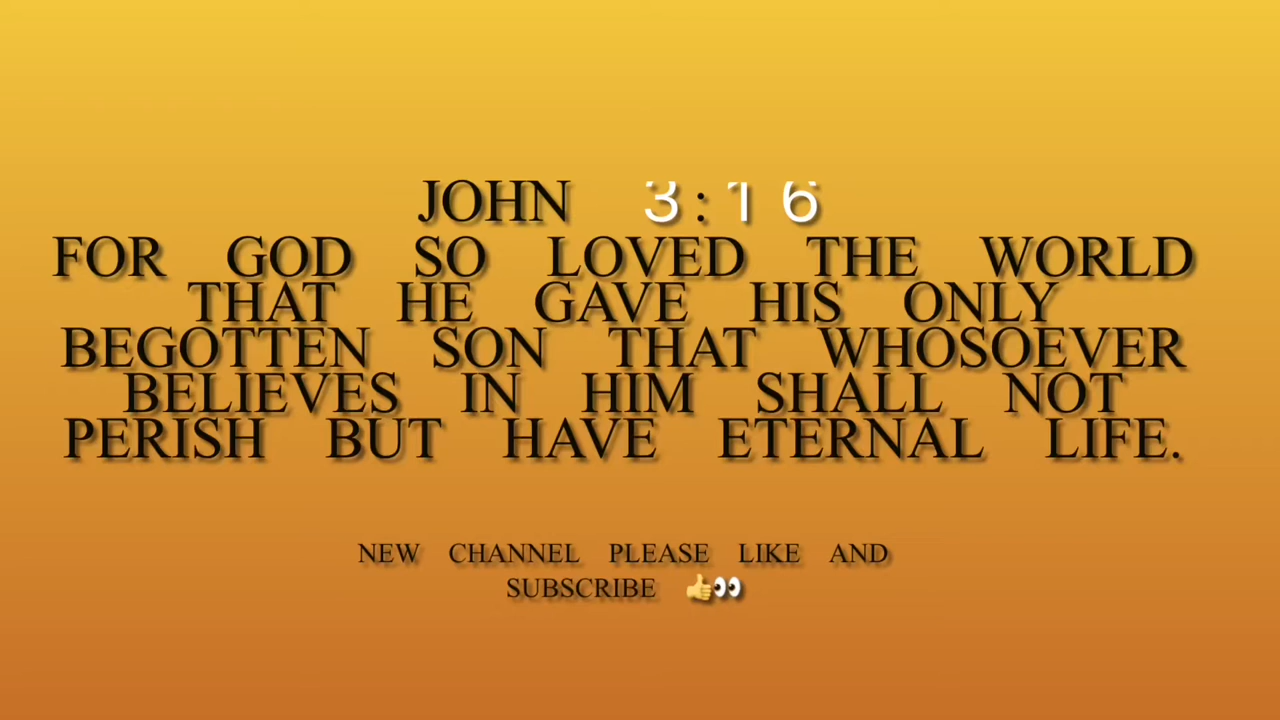 JOHN 3:16
FOR GOD SO LOVED THE WORLD
THAT HE GAVE HIS ONLY
BEGOTTEN SON THAT WHOSOEVER
BELIEVES IN HIM SHALL NOT
PERISH BUT HAVE ETERNAL LIFE.
NEW CHANNEL PLEASE LIKE AND
SUBSCRIBE 👍👀